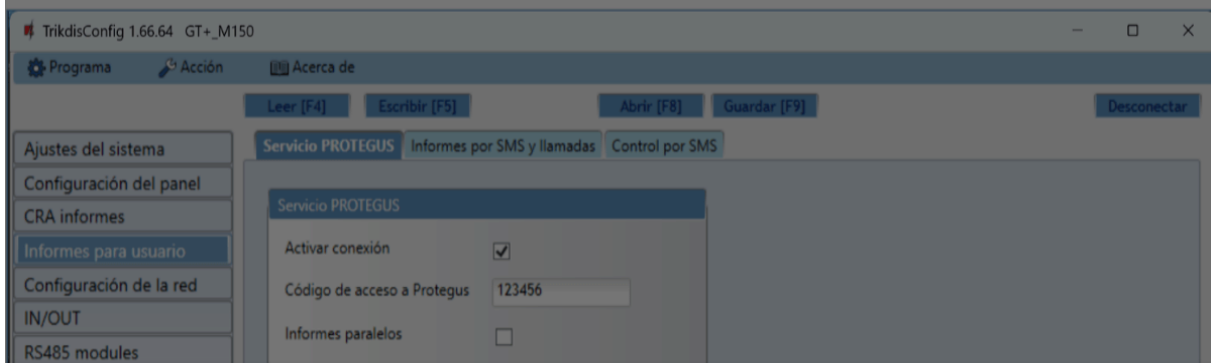 TrikdisConfig 1.66.64 GT+_M150
Programa Acción Acerca de
Leer [F4] Escribir [F5] Abrir [F8] Guardar [F9] Desconectar
Ajustes del sistema
Configuración del panel
CRA informes
Informes para usuario
Configuración de la red
IN/OUT
RS485 modules
Servicio PROTEGUS Informes por SMS y llamadas Control por SMS
Servicio PROTEGUS
Activar conexión
Código de acceso a Protegus 123456
Informes paralelos